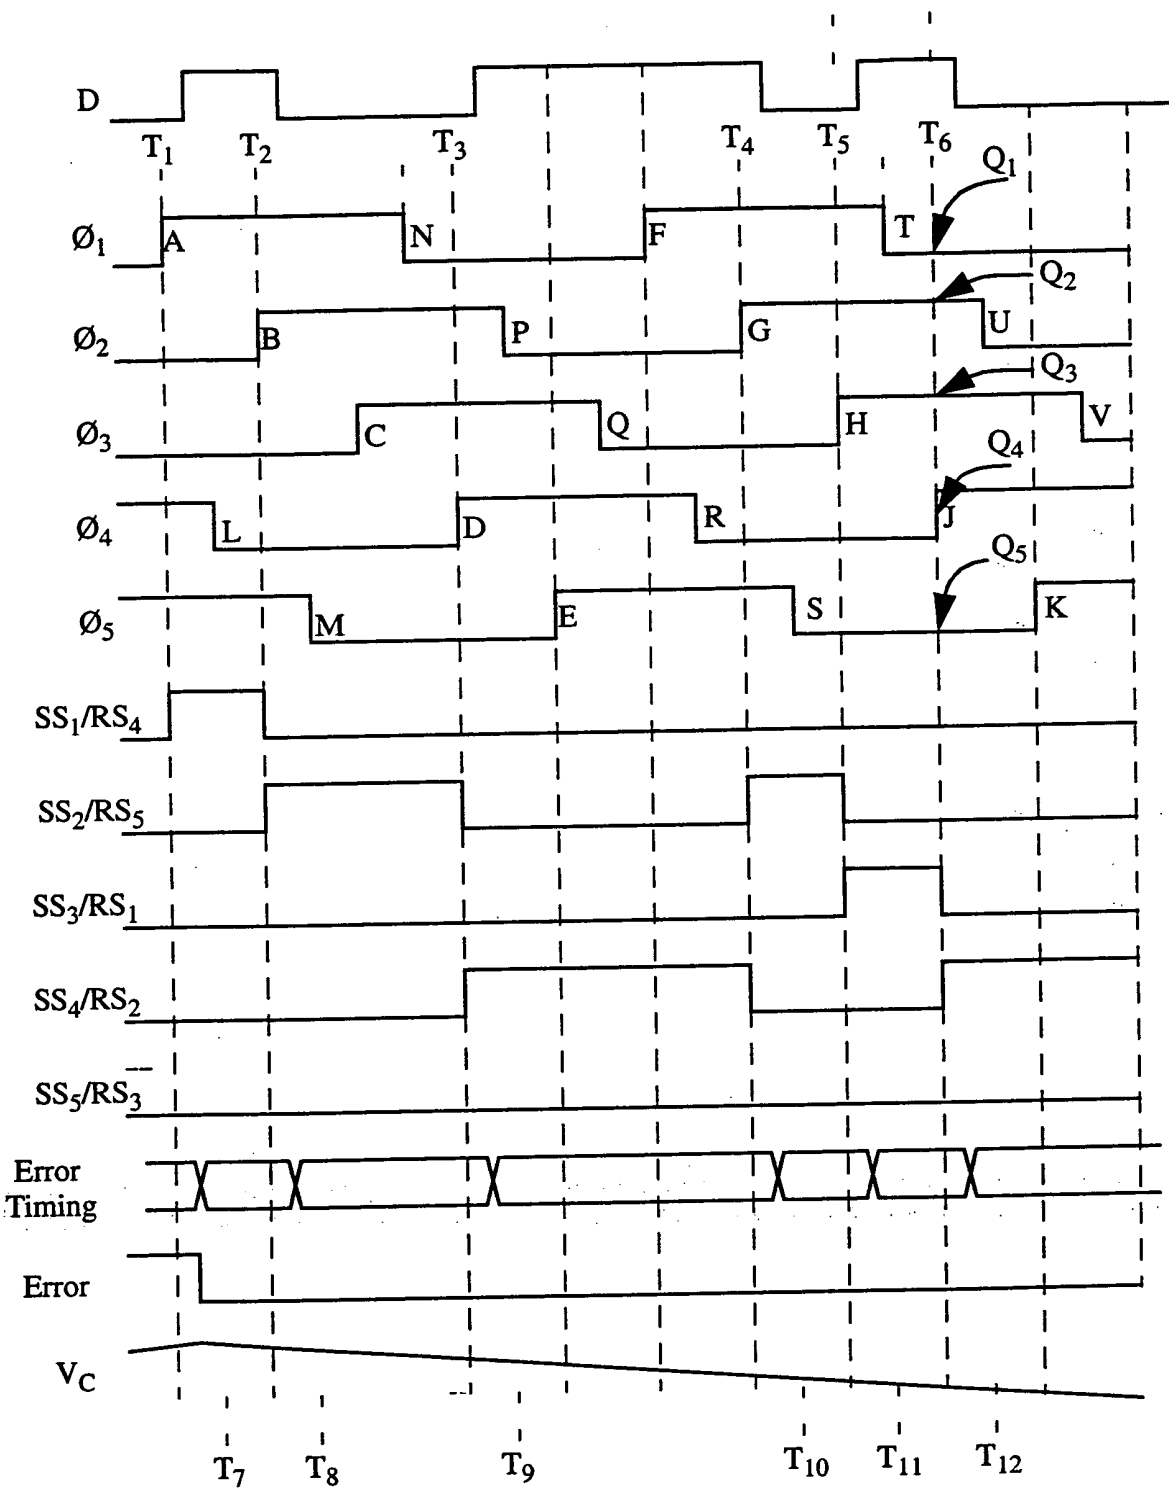 D
T1 T2 T3 T4 T5 T6
Q1
Ø1 A N F T
Q2
Ø2 B P G U
Q3
Ø3 C Q H V
Q4
Ø4 L D R J
Q5
Ø5 M E S K
SS1/RS4
SS2/RS5
SS3/RS1
SS4/RS2
SS5/RS3
Error
Timing
Error
VC
T7 T8 T9 T10 T11 T12